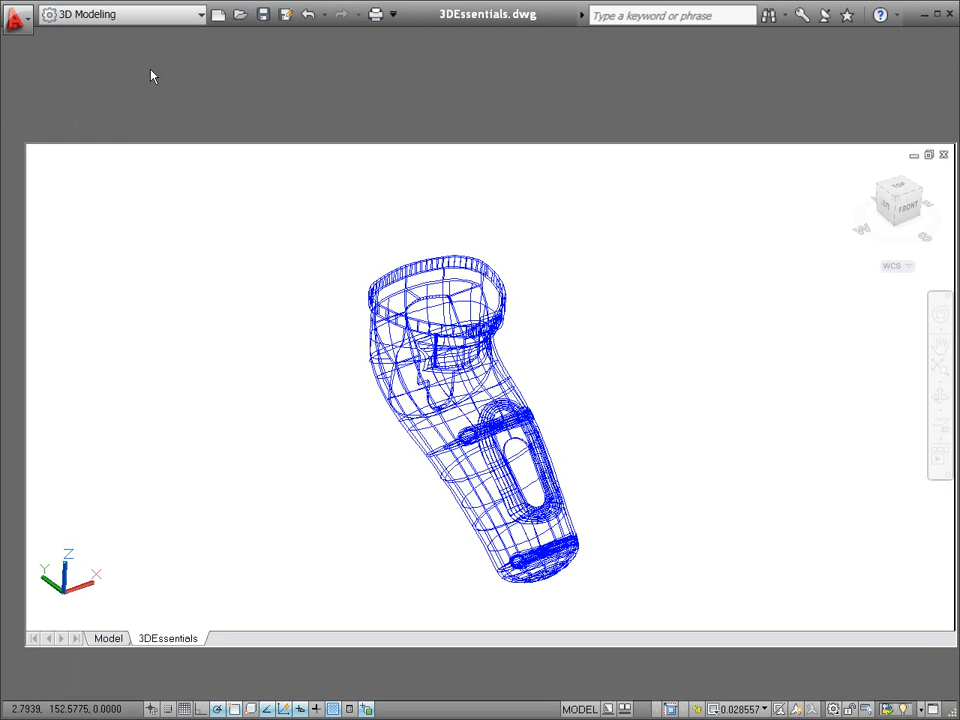 3D Modeling
3DEssentials.dwg
Type a keyword or phrase
TOP
FRONT
W
S
WCS
Z
Y
X
Model
3DEssentials
2.7939, 152.5775, 0.0000
MODEL
0.028557